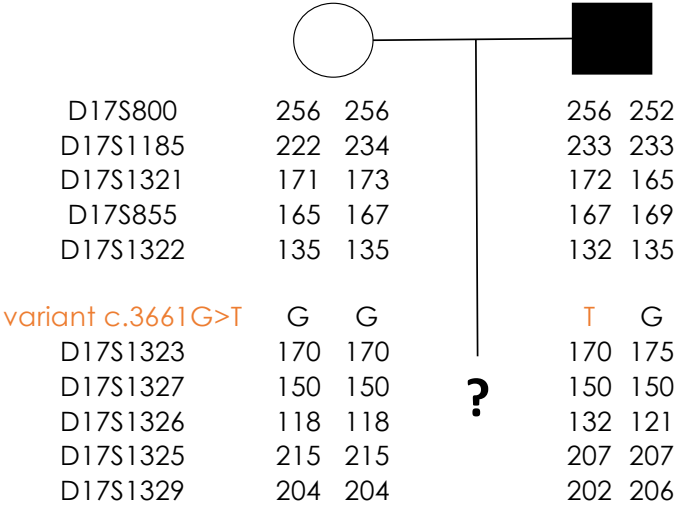 D17S800 256 256 256 252
D17S1185 222 234 233 233
D17S1321 171 173 172 165
D17S855 165 167 167 169
D17S1322 135 135 132 135
variant c.3661G>T G G T G
D17S1323 170 170 170 175
D17S1327 150 150 ? 150 150
D17S1326 118 118 132 121
D17S1325 215 215 207 207
D17S1329 204 204 202 206